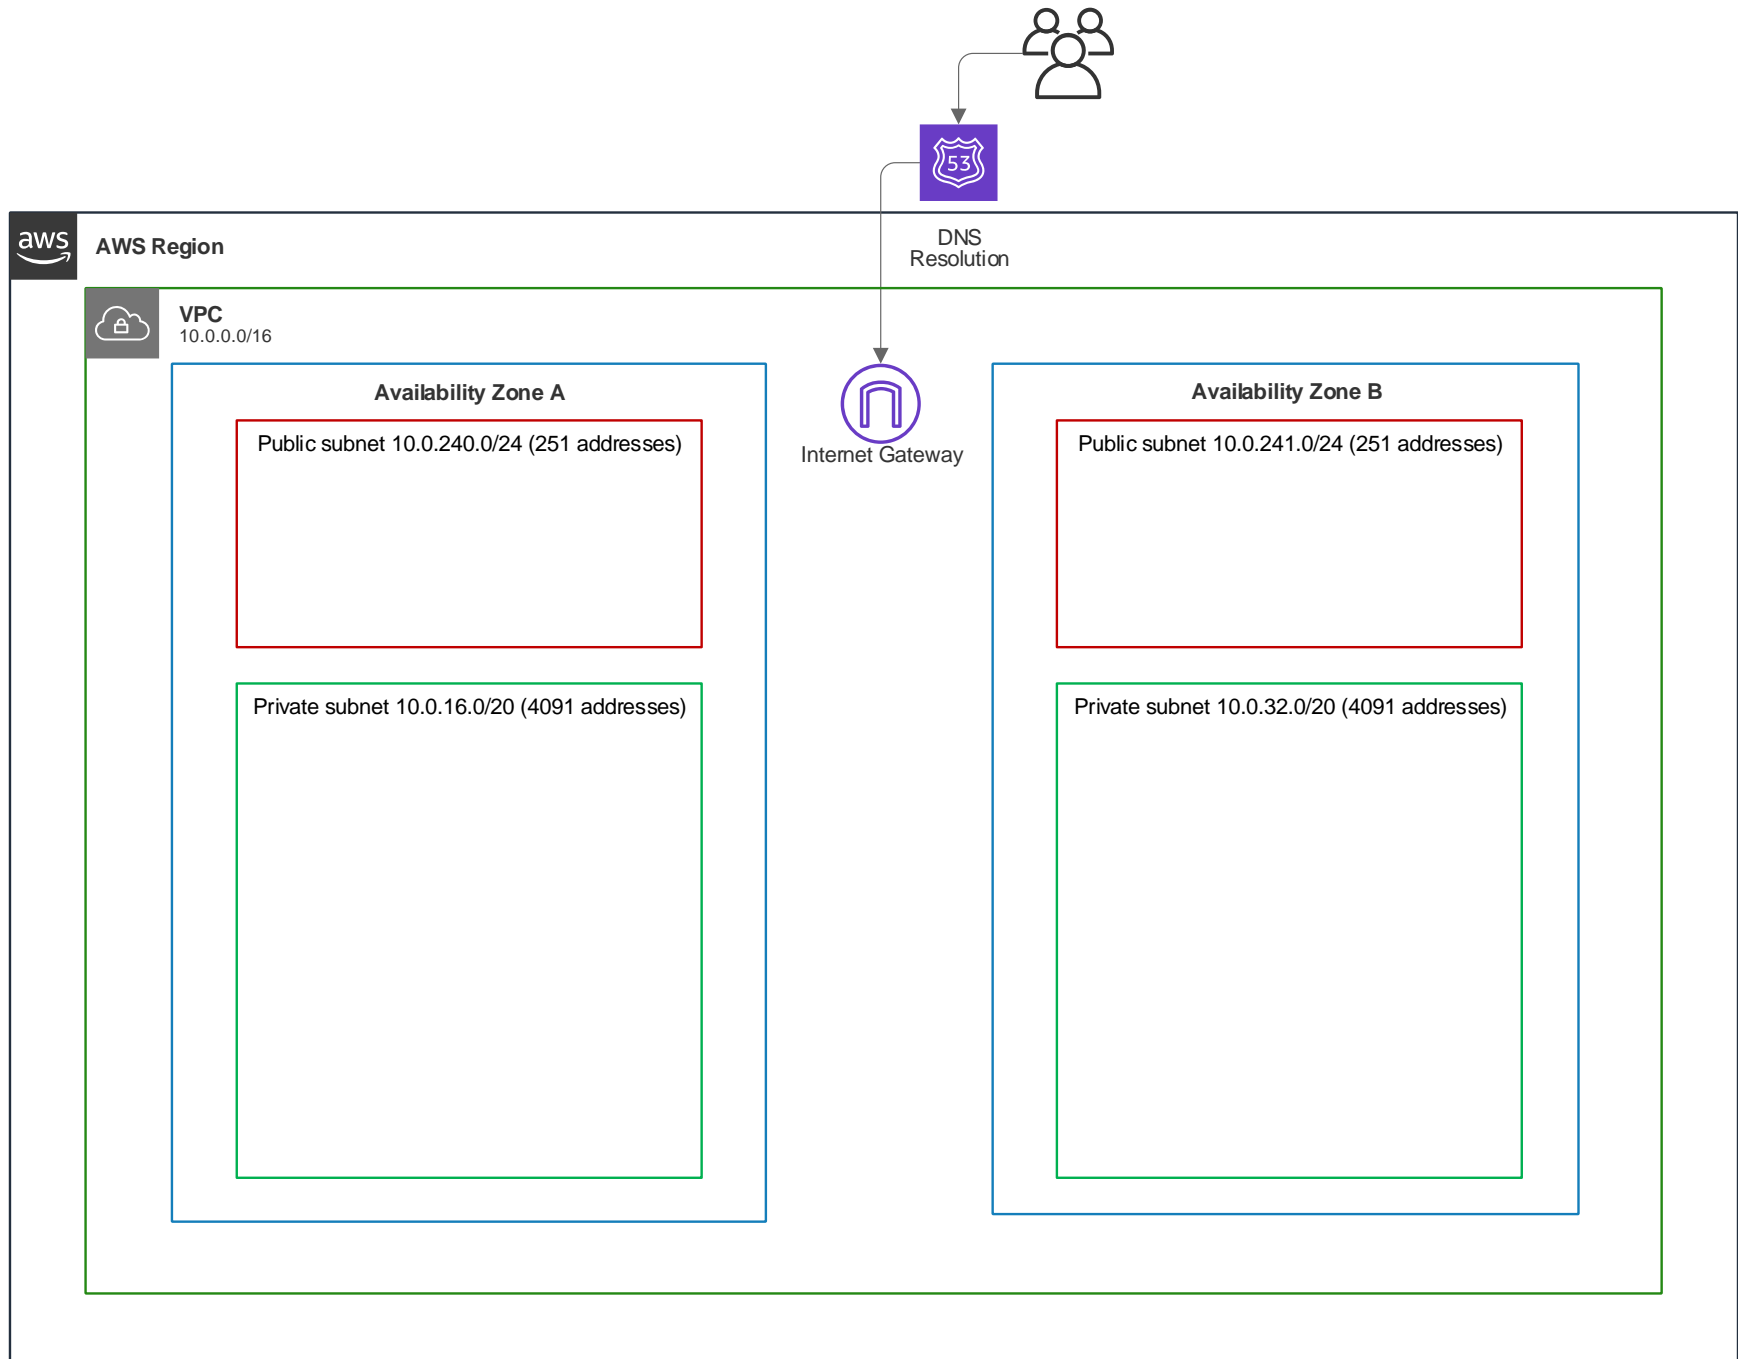 53
aws
AWS Region
DNS
Resolution
VPC
10.0.0.0/16
Availability Zone A
Availability Zone B
Public subnet 10.0.240.0/24 (251 addresses)
Internet Gateway
Public subnet 10.0.241.0/24 (251 addresses)
Private subnet 10.0.16.0/20 (4091 addresses)
Private subnet 10.0.32.0/20 (4091 addresses)